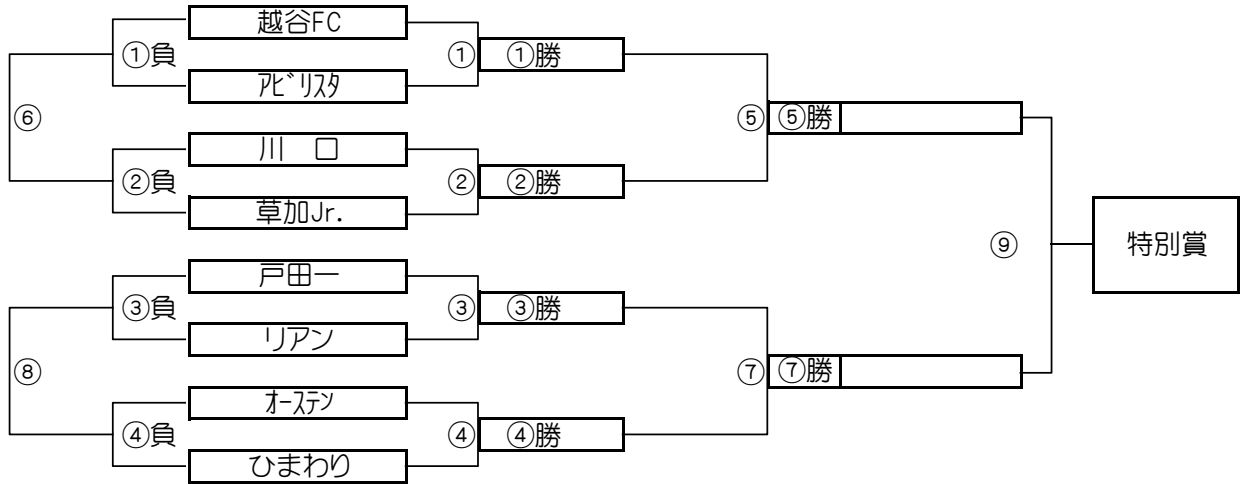 越谷FC
①負
①
①勝
アビリスタ
⑥
⑤
⑤勝
川　口
②負
②
②勝
草加Jr.
特別賞
⑨
戸田一
③負
③
③勝
リアン
⑧
⑦
⑦勝
オーステン
④負
④
④勝
ひまわり